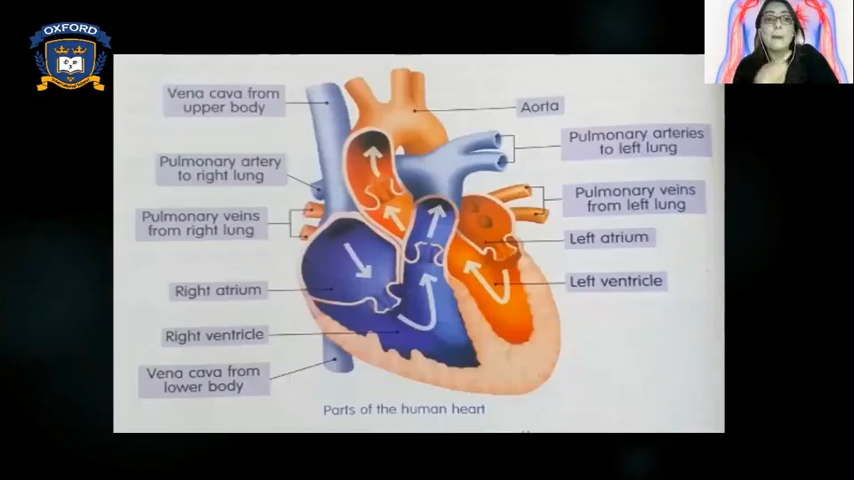 OXFORD
Vena cava from
upper body
Aorta
Pulmonary arteries
to left lung
Pulmonary artery
to right lung
Pulmonary veins
from left lung
Pulmonary veins
from right lung
Left atrium
Left ventricle
Right atrium
Right ventricle
Vena cava from
lower body
Parts of the human heart